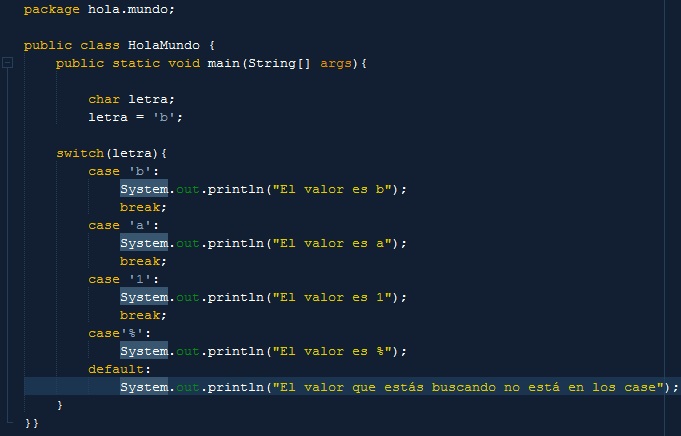 package hola.mundo;
public class HolaMundo {
public static void main(String[] args){
char letra;
letra = 'b';
switch(letra){
case 'b':
System.out.println("El valor es b");
break;
case 'a':
System.out.println("El valor es a");
break;
case '1':
System.out.println("El valor es 1");
break;
case'%':
System.out.println("El valor es %");
default:
System.out.println("El valor que estás buscando no está en los case");
}
}}